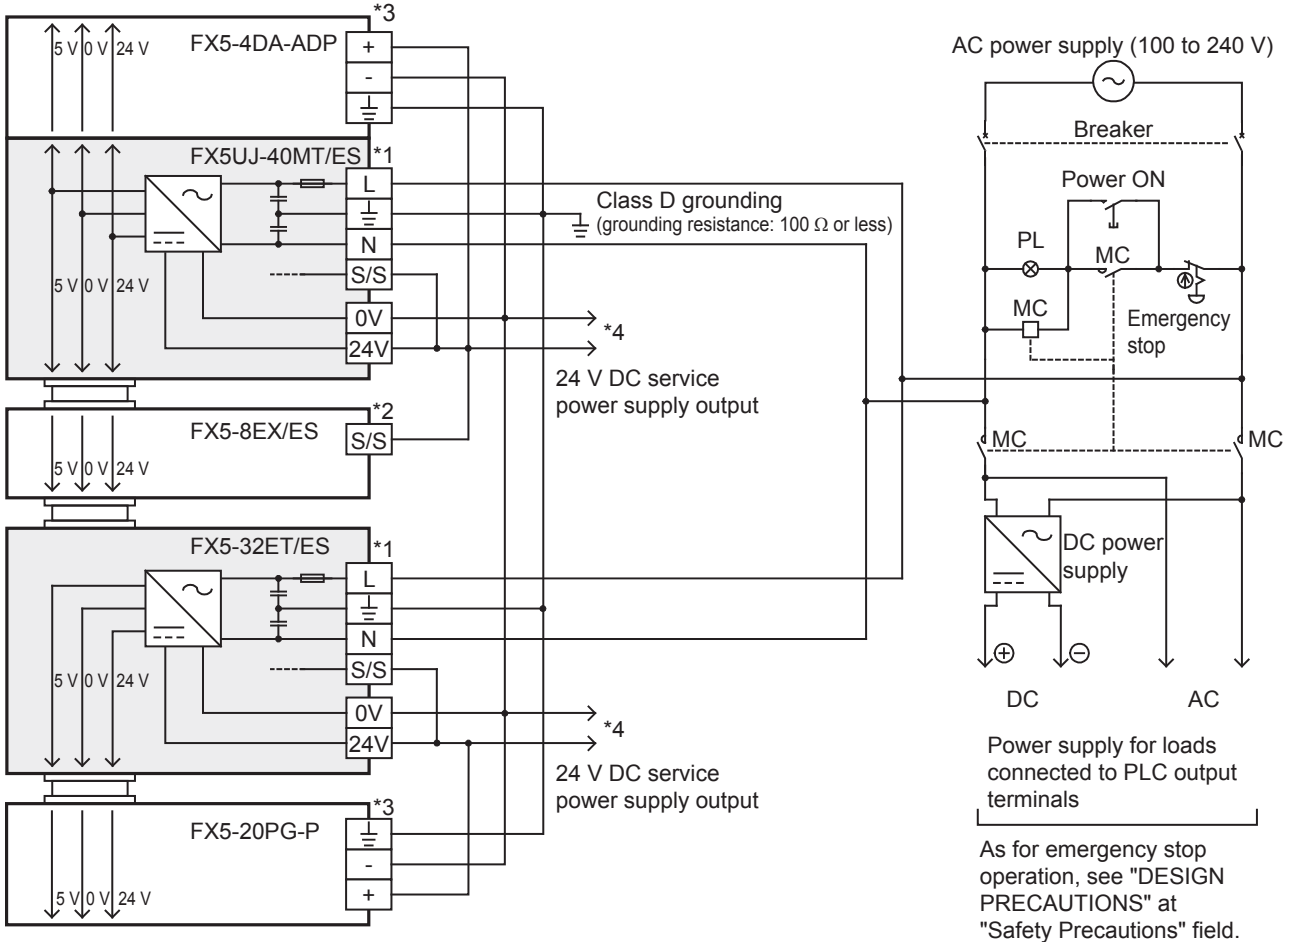 *3
FX5-4DA-ADP
+
-
5 V 0 V 24 V
FX5UJ-40MT/ES *1
L
N
S/S
0V
24V
5 V 0 V 24 V
Class D grounding
(grounding resistance: 100 Ω or less)
*4
24 V DC service
power supply output
*2
FX5-8EX/ES
S/S
5 V 0 V 24 V
FX5-32ET/ES *1
L
N
S/S
0V
24V
5 V 0 V 24 V
*4
24 V DC service
power supply output
*3
FX5-20PG-P
-
+
5 V 0 V 24 V
AC power supply (100 to 240 V)
Breaker
Power ON
PL
MC
MC
Emergency
stop
MC
MC
DC power
supply
+
-
DC
AC
Power supply for loads
connected to PLC output
terminals
As for emergency stop
operation, see "DESIGN
PRECAUTIONS" at
"Safety Precautions" field.